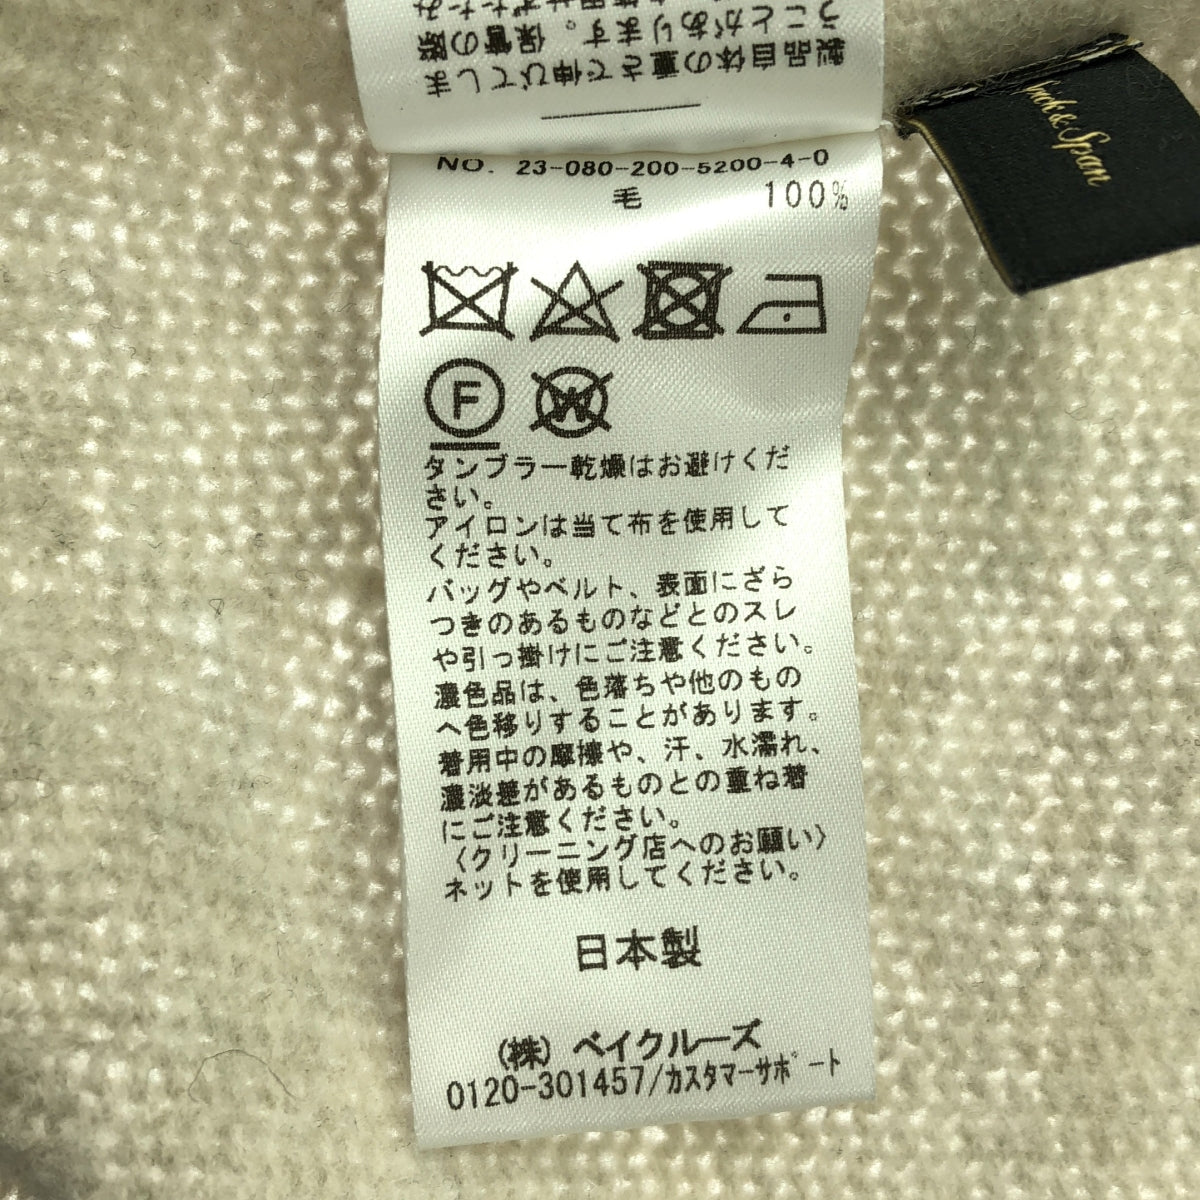 製品自体の重さで伸びてしま
うことがあります。保管の際
NO. 23-080-200-5200-4-0
毛 100%
F
W
タンブラー乾燥はお避けくだ
さい。
アイロンは当て布を使用して
ください。
バッグやベルト、表面にざら
つきのあるものなどとのスレ
や引っ掛けにご注意ください。
濃色品は、色落ちや他のもの
へ色移りすることがあります。
着用中の摩擦や、汗、水濡れ、
濃淡差があるものとの重ね着
にご注意ください。
〈クリーニング店へのお願い〉
ネットを使用してください。
日本製
(株) ベイクルーズ
0120-301457/カスタマーサポート
& Span